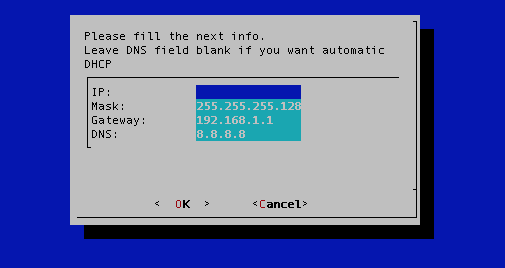 Please fill the next info.
Leave DNS field blank if you want automatic
DHCP
IP:
Mask: 255.255.255.128
Gateway: 192.168.1.1
DNS: 8.8.8.8
< OK > <Cancel>